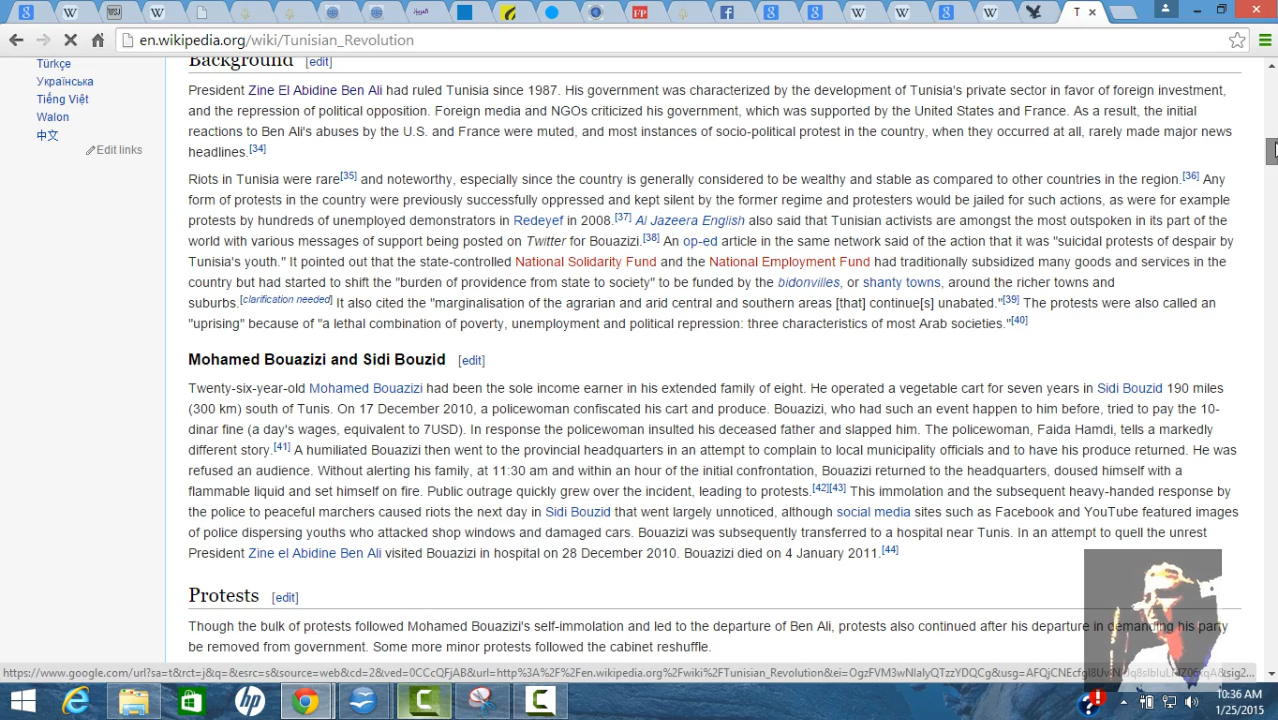 T
en.wikipedia.org/wiki/Tunisian_Revolution
Türkçe
Українська
Tiếng Việt
Walon
中文
Edit links
Background [edit]
President Zine El Abidine Ben Ali had ruled Tunisia since 1987. His government was characterized by the development of Tunisia's private sector in favor of foreign investment,
and the repression of political opposition. Foreign media and NGOs criticized his government, which was supported by the United States and France. As a result, the initial
reactions to Ben Ali's abuses by the U.S. and France were muted, and most instances of socio-political protest in the country, when they occurred at all, rarely made major news
headlines.[34]
Riots in Tunisia were rare[35] and noteworthy, especially since the country is generally considered to be wealthy and stable as compared to other countries in the region.[36] Any
form of protests in the country were previously successfully oppressed and kept silent by the former regime and protesters would be jailed for such actions, as were for example
protests by hundreds of unemployed demonstrators in Redeyef in 2008.[37] Al Jazeera English also said that Tunisian activists are amongst the most outspoken in its part of the
world with various messages of support being posted on Twitter for Bouazizi.[38] An op-ed article in the same network said of the action that it was "suicidal protests of despair by
Tunisia's youth." It pointed out that the state-controlled National Solidarity Fund and the National Employment Fund had traditionally subsidized many goods and services in the
country but had started to shift the "burden of providence from state to society" to be funded by the bidonvilles, or shanty towns, around the richer towns and
suburbs.[clarification needed] It also cited the "marginalisation of the agrarian and arid central and southern areas [that] continue[s] unabated."[39] The protests were also called an
"uprising" because of "a lethal combination of poverty, unemployment and political repression: three characteristics of most Arab societies."[40]
Mohamed Bouazizi and Sidi Bouzid [edit]
Twenty-six-year-old Mohamed Bouazizi had been the sole income earner in his extended family of eight. He operated a vegetable cart for seven years in Sidi Bouzid 190 miles
(300 km) south of Tunis. On 17 December 2010, a policewoman confiscated his cart and produce. Bouazizi, who had such an event happen to him before, tried to pay the 10-
dinar fine (a day's wages, equivalent to 7USD). In response the policewoman insulted his deceased father and slapped him. The policewoman, Faida Hamdi, tells a markedly
different story.[41] A humiliated Bouazizi then went to the provincial headquarters in an attempt to complain to local municipality officials and to have his produce returned. He was
refused an audience. Without alerting his family, at 11:30 am and within an hour of the initial confrontation, Bouazizi returned to the headquarters, doused himself with a
flammable liquid and set himself on fire. Public outrage quickly grew over the incident, leading to protests.[42][43] This immolation and the subsequent heavy-handed response by
the police to peaceful marchers caused riots the next day in Sidi Bouzid that went largely unnoticed, although social media sites such as Facebook and YouTube featured images
of police dispersing youths who attacked shop windows and damaged cars. Bouazizi was subsequently transferred to a hospital near Tunis. In an attempt to quell the unrest
President Zine el Abidine Ben Ali visited Bouazizi in hospital on 28 December 2010. Bouazizi died on 4 January 2011.[44]
Protests [edit]
Though the bulk of protests followed Mohamed Bouazizi's self-immolation and led to the departure of Ben Ali, protests also continued after his departure in demanding his party
be removed from government. Some more minor protests followed the cabinet reshuffle.
10:36 AM
1/25/2015